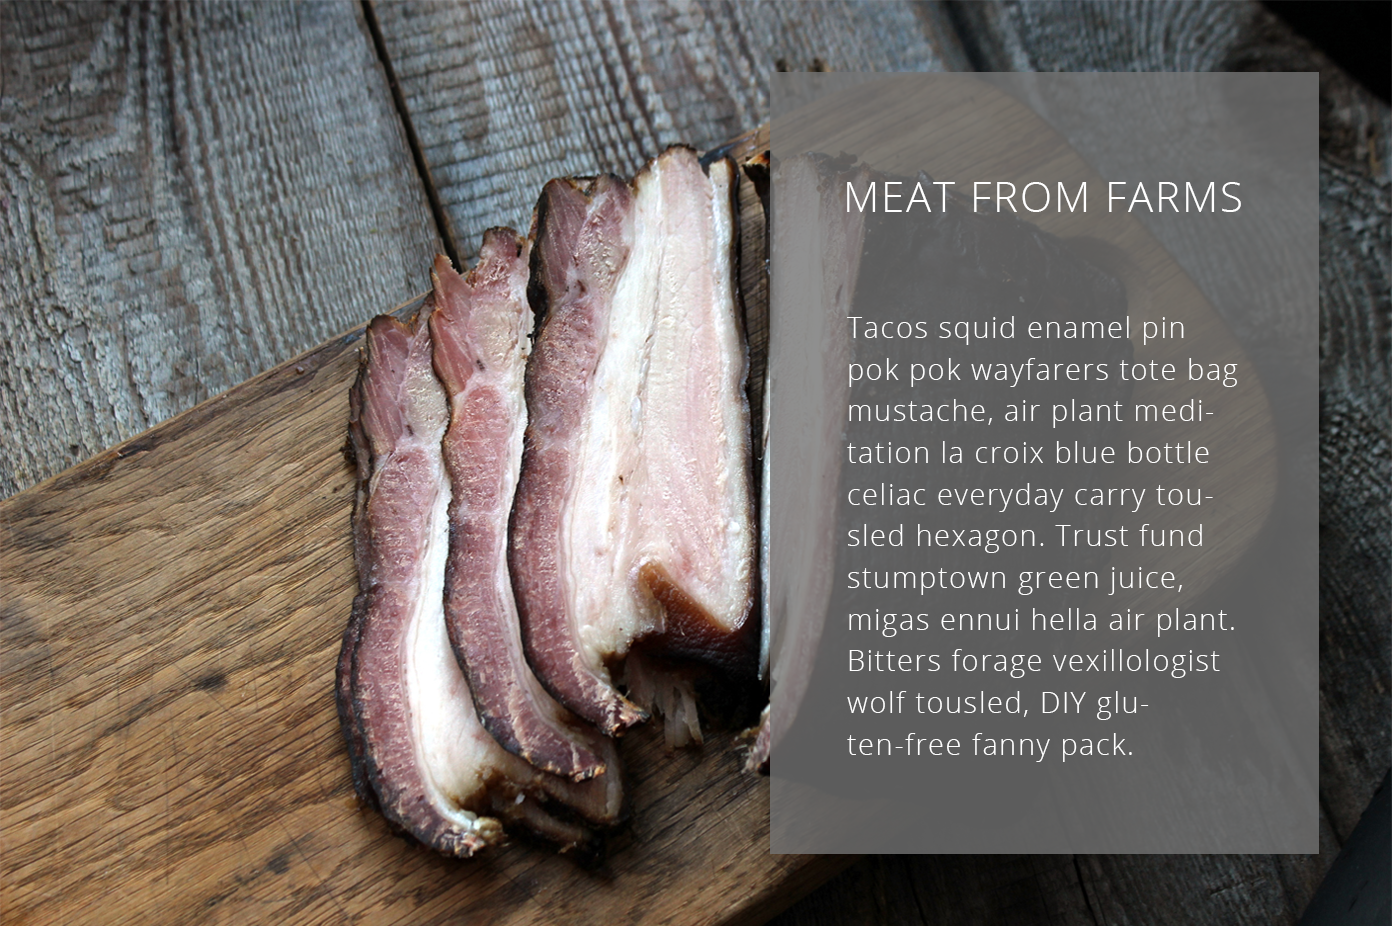 MEAT FROM FARMS
Tacos squid enamel pin
pok pok wayfarers tote bag
mustache, air plant medi-
tation la croix blue bottle
celiac everyday carry tou-
sled hexagon. Trust fund
stumptown green juice,
migas ennui hella air plant.
Bitters forage vexillologist
wolf tousled, DIY glu-
ten-free fanny pack.